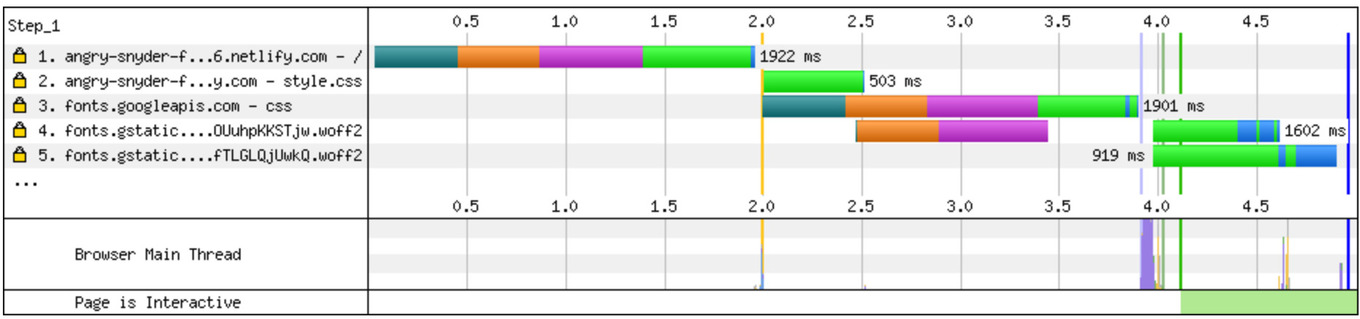 Step_1 0.5 1.0 1.5 2.0 2.5 3.0 3.5 4.0 4.5
1. angry-snyder-f...6.netlify.com - / 1922 ms
2. angry-snyder-f...y.com - style.css 503 ms
3. fonts.googleapis.com - css 1901 ms
4. fonts.gstatic....OUuhpKKSTjw.woff2 1602 ms
5. fonts.gstatic....fTLGLQjUwkQ.woff2 919 ms
...
0.5 1.0 1.5 2.0 2.5 3.0 3.5 4.0 4.5
Browser Main Thread
Page is Interactive